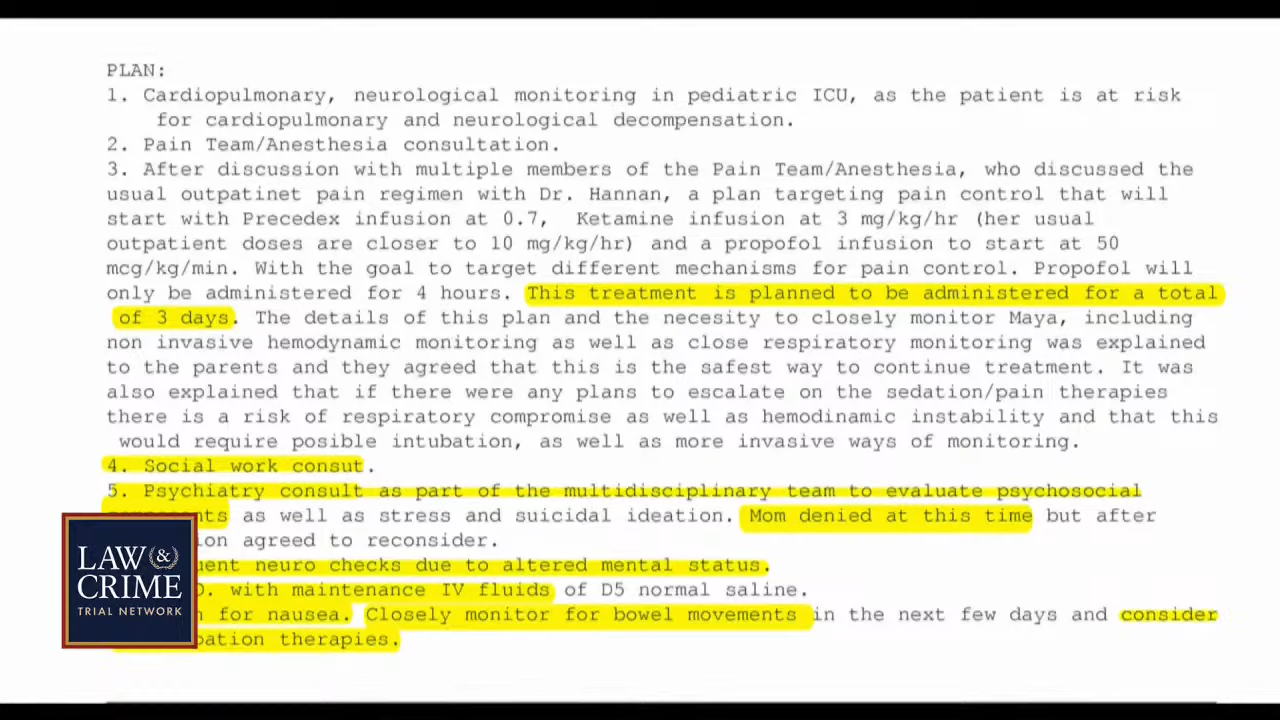 PLAN:
1. Cardiopulmonary, neurological monitoring in pediatric ICU, as the patient is at risk
for cardiopulmonary and neurological decompensation.
2. Pain Team/Anesthesia consultation.
3. After discussion with multiple members of the Pain Team/Anesthesia, who discussed the
usual outpatinet pain regimen with Dr. Hannan, a plan targeting pain control that will
start with Precedex infusion at 0.7, Ketamine infusion at 3 mg/kg/hr (her usual
outpatient doses are closer to 10 mg/kg/hr) and a propofol infusion to start at 50
mcg/kg/min. With the goal to target different mechanisms for pain control. Propofol will
only be administered for 4 hours. This treatment is planned to be administered for a total
of 3 days. The details of this plan and the necesity to closely monitor Maya, including
non invasive hemodynamic monitoring as well as close respiratory monitoring was explained
to the parents and they agreed that this is the safest way to continue treatment. It was
also explained that if there were any plans to escalate on the sedation/pain therapies
there is a risk of respiratory compromise as well as hemodinamic instability and that this
would require posible intubation, as well as more invasive ways of monitoring.
4. Social work consut.
5. Psychiatry consult as part of the multidisciplinary team to evaluate psychosocial
as well as stress and suicidal ideation. Mom denied at this time but after
agreed to reconsider.
neuro checks due to altered mental status.
with maintenance IV fluids of D5 normal saline.
for nausea. Closely monitor for bowel movements in the next few days and consider
therapies.
LAW &
CRIME
TRIAL NETWORK